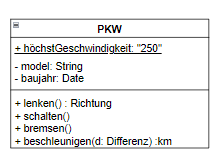 PKW
+ höchstGeschwindigkeit: "250"
- model: String
- baujahr: Date
+ lenken() : Richtung
+ schalten()
+ bremsen()
+ beschleunigen(d: Differenz) :km